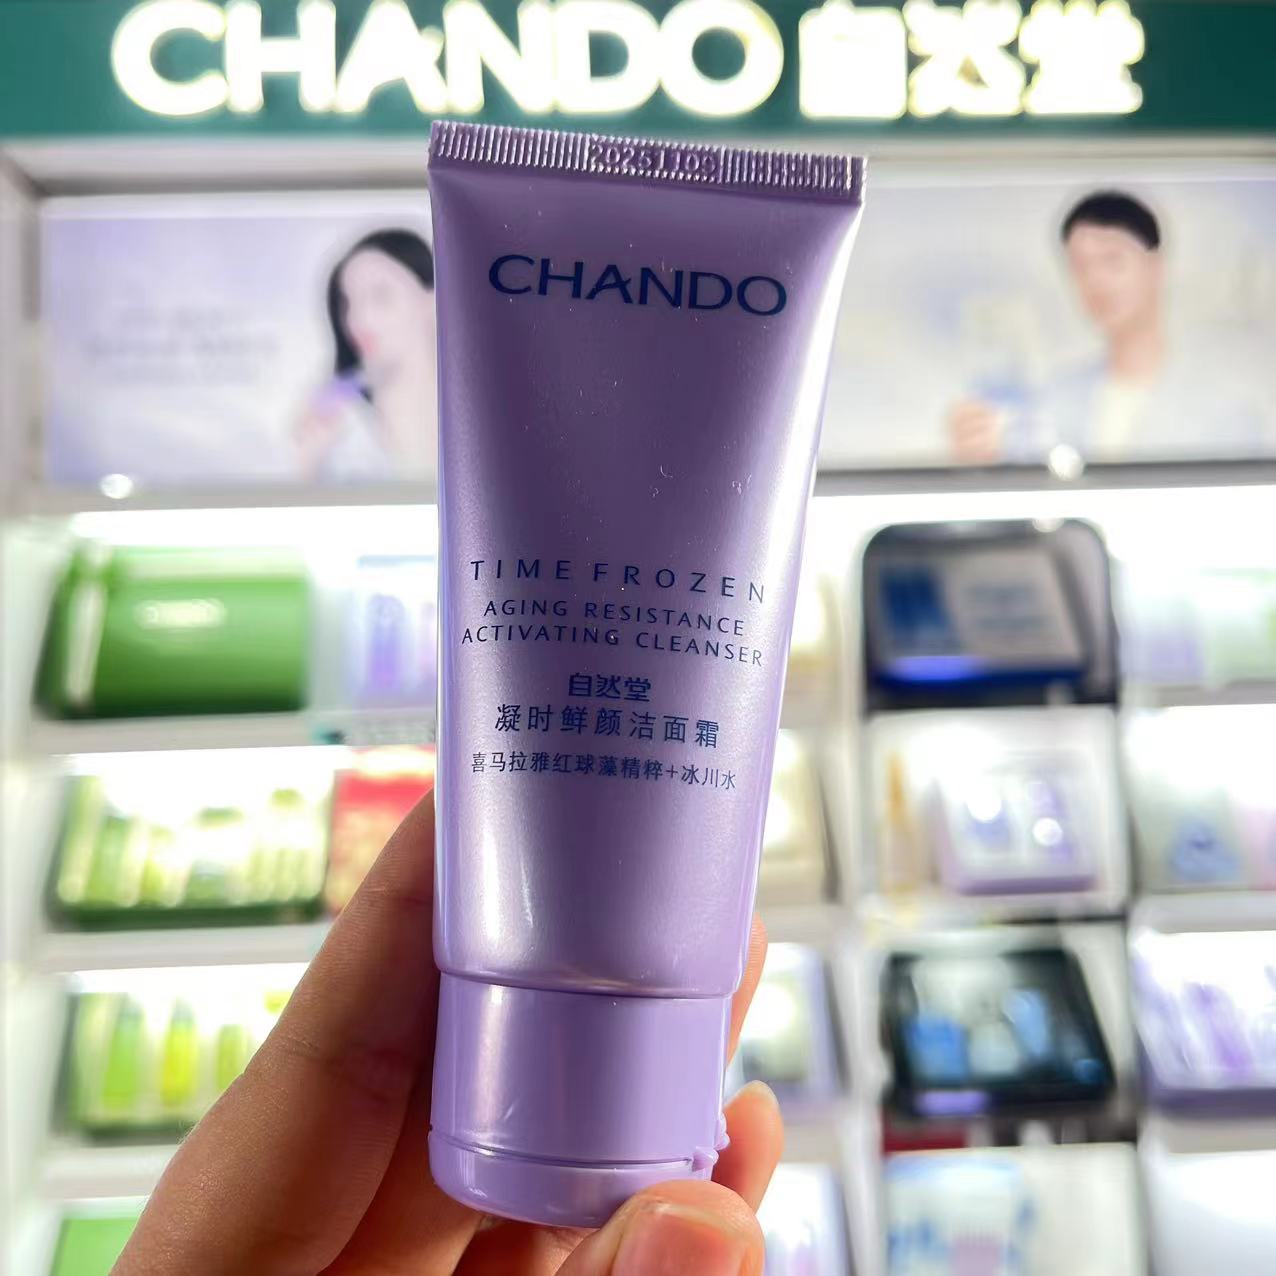 CHANDO 自然堂
20251109
CHANDO
TIME FROZEN
AGING RESISTANCE
ACTIVATING CLEANSER
自然堂
凝时鲜颜洁面霜
喜马拉雅红球藻精粹+冰川水